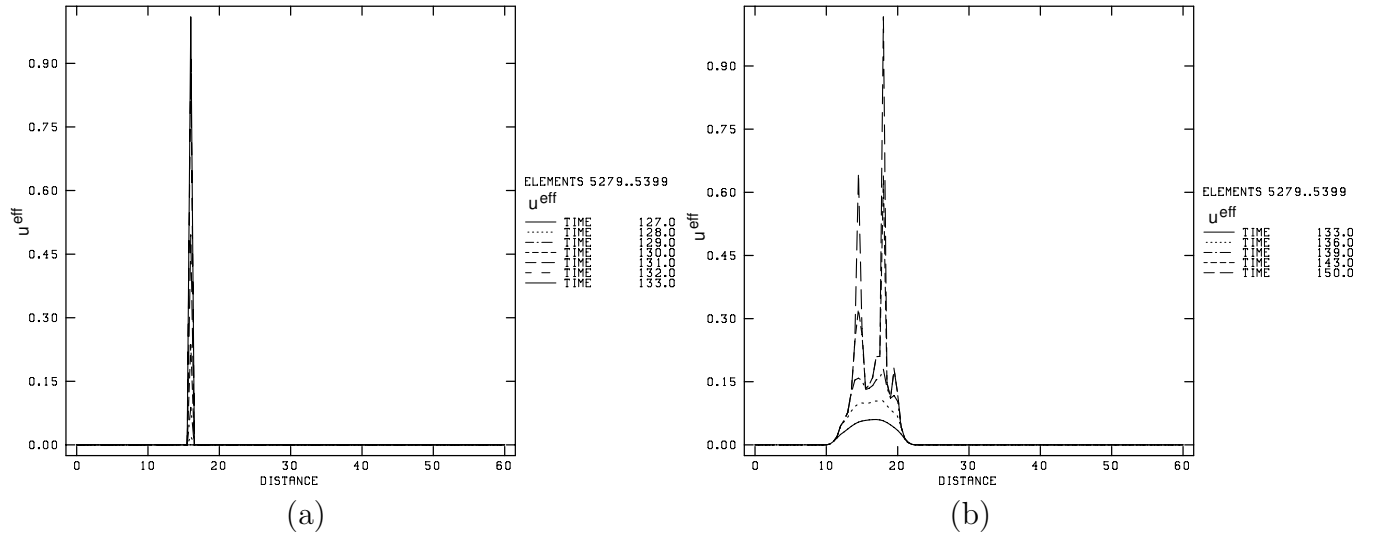 0.90
0.75
0.60
0.45
0.30
0.15
0.00
u^eff
0 10 20 30 40 50 60
DISTANCE
ELEMENTS 5279..5399
u^eff
TIME 127.0
TIME 128.0
TIME 129.0
TIME 130.0
TIME 131.0
TIME 132.0
TIME 133.0
(a)
0.90
0.75
0.60
0.45
0.30
0.15
0.00
u^eff
0 10 20 30 40 50 60
DISTANCE
ELEMENTS 5279..5399
u^eff
TIME 133.0
TIME 136.0
TIME 139.0
TIME 143.0
TIME 150.0
(b)